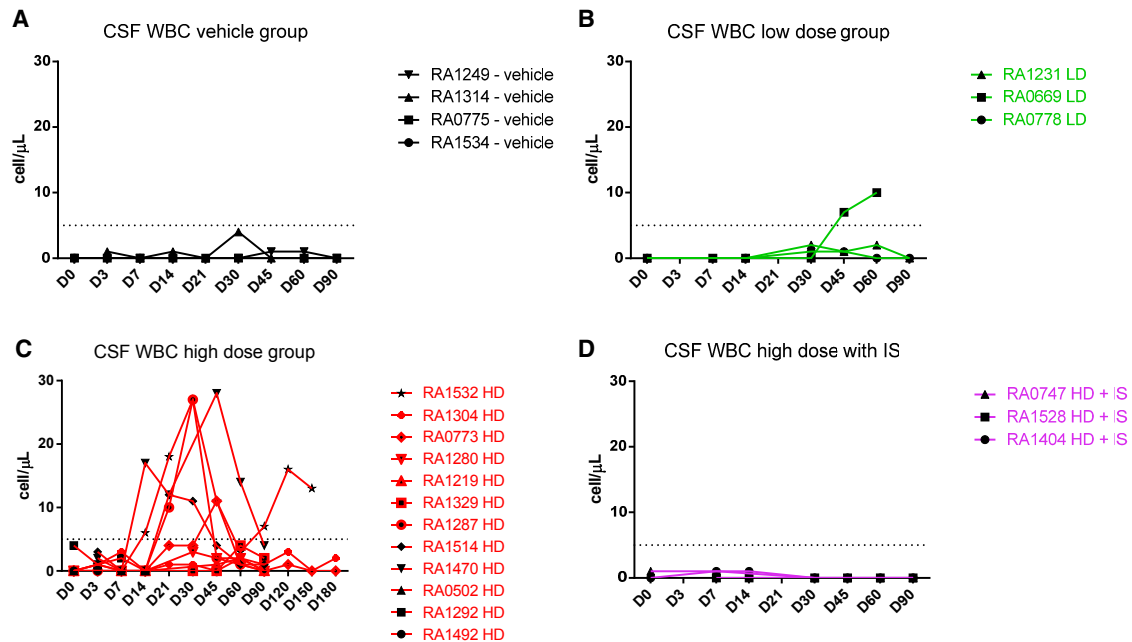 A
CSF WBC vehicle group
30
20
10
0
cell/μL
D0 D3 D7 D14 D21 D30 D45 D60 D90
RA1249 - vehicle
RA1314 - vehicle
RA0775 - vehicle
RA1534 - vehicle
B
CSF WBC low dose group
30
20
10
0
cell/μL
D0 D3 D7 D14 D21 D30 D45 D60 D90
RA1231 LD
RA0669 LD
RA0778 LD
C
CSF WBC high dose group
30
20
10
0
cell/μL
D0 D3 D7 D14 D21 D30 D45 D60 D90 D120 D150 D180
RA1532 HD
RA1304 HD
RA0773 HD
RA1280 HD
RA1219 HD
RA1329 HD
RA1287 HD
RA1514 HD
RA1470 HD
RA0502 HD
RA1292 HD
RA1492 HD
D
CSF WBC high dose with IS
30
20
10
0
cell/μL
D0 D3 D7 D14 D21 D30 D45 D60 D90
RA0747 HD + IS
RA1528 HD + IS
RA1404 HD + IS